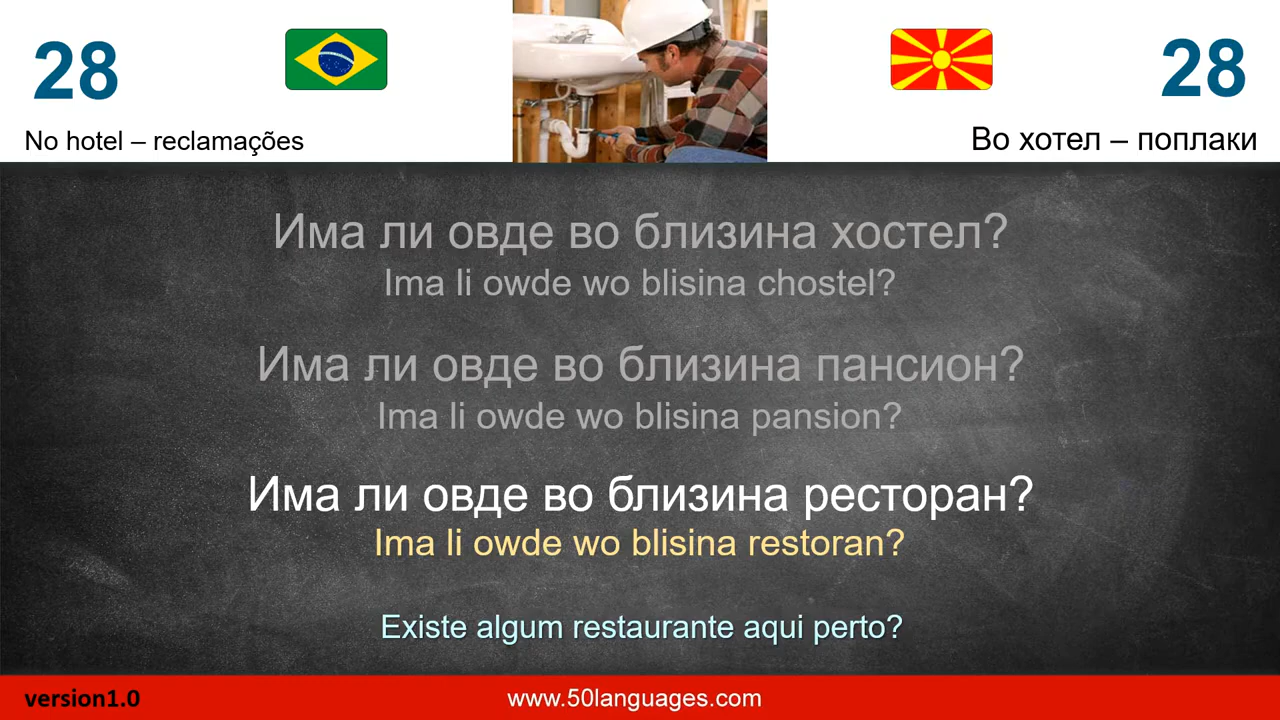 28
28
No hotel – reclamações
Во хотел – поплаки
Има ли овде во близина хостел?
Ima li owde wo blisina chostel?
Има ли овде во близина пансион?
Ima li owde wo blisina pansion?
Има ли овде во близина ресторан?
Ima li owde wo blisina restoran?
Existe algum restaurante aqui perto?
version1.0
www.50languages.com